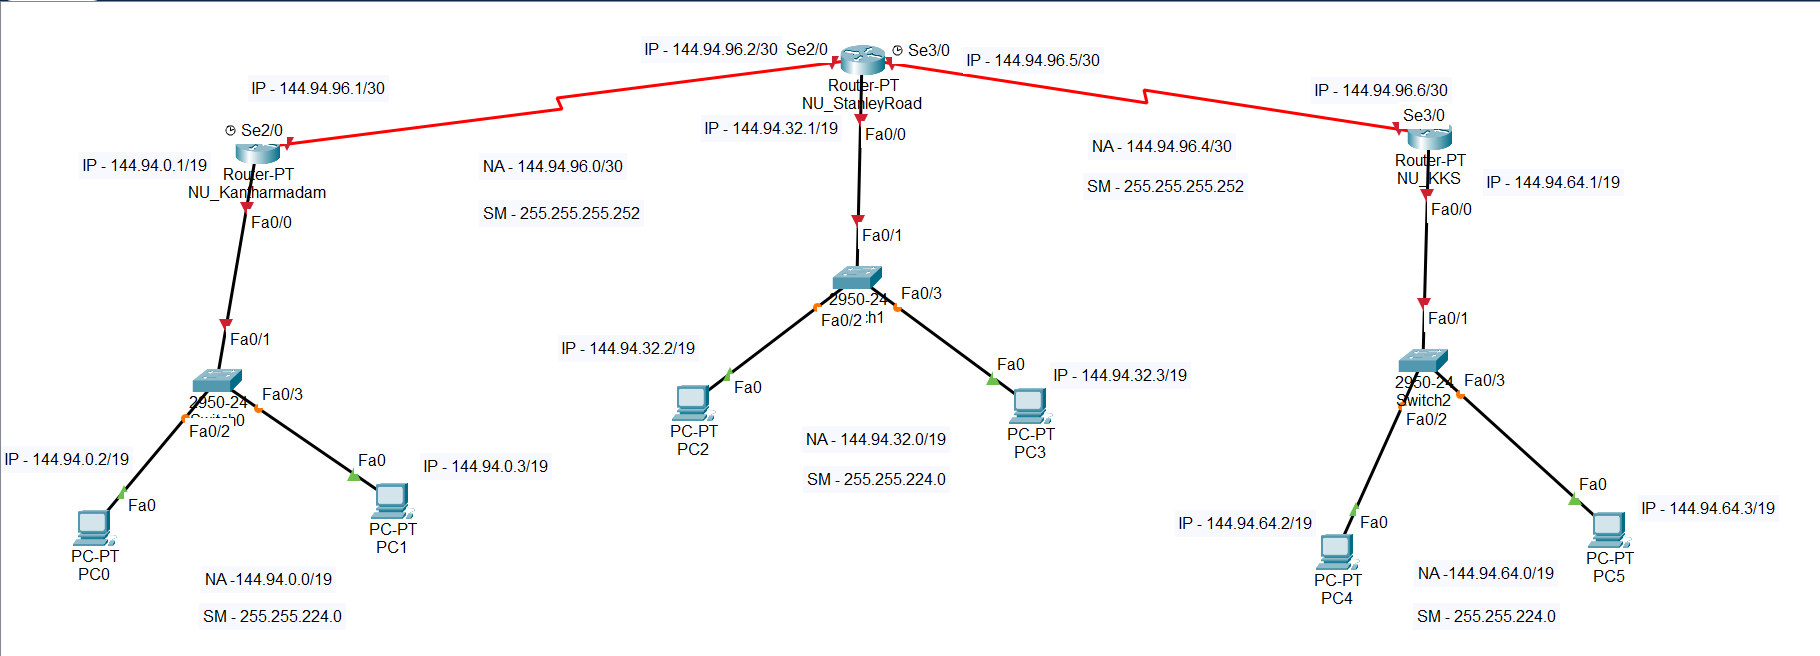 IP - 144.94.96.2/30
Se2/0
Se3/0
IP - 144.94.96.5/30
IP - 144.94.96.1/30
Router-PT
NU_StanleyRoad
IP - 144.94.96.6/30
Se2/0
IP - 144.94.32.1/19
Fa0/0
Se3/0
IP - 144.94.0.1/19
Router-PT
NA - 144.94.96.0/30
NA - 144.94.96.4/30
Router-PT
NU_KKS
SM - 255.255.255.252
IP - 144.94.64.1/19
SM - 255.255.255.252
Fa0/0
Fa0/0
Fa0/1
Fa0/1
2950-24
Fa0/2
Fa0/3
Fa0/1
IP - 144.94.32.2/19
Fa0
Fa0
IP - 144.94.32.3/19
2950-24
Switch2
Fa0/3
Fa0/2
2950-24
Fa0/3
Fa0/2
PC-PT
PC2
NA - 144.94.32.0/19
PC-PT
PC3
SM - 255.255.224.0
IP - 144.94.0.2/19
Fa0
IP - 144.94.0.3/19
Fa0
PC-PT
PC1
PC-PT
PC0
NA -144.94.0.0/19
SM - 255.255.224.0
IP - 144.94.64.2/19
Fa0
Fa0
IP - 144.94.64.3/19
PC-PT
PC4
NA -144.94.64.0/19
PC-PT
PC5
SM - 255.255.224.0